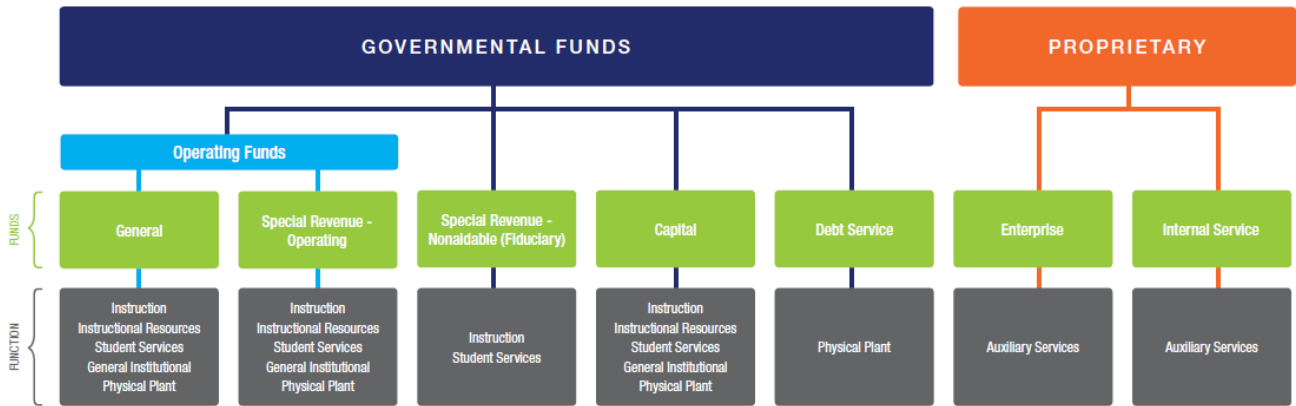 GOVERNMENTAL FUNDS
PROPRIETARY
Operating Funds
FUNDS
General
Special Revenue -
Operating
Special Revenue -
Nonaidable (Fiduciary)
Capital
Debt Service
Enterprise
Internal Service
FUNCTION
Instruction
Instructional Resources
Student Services
General Institutional
Physical Plant
Instruction
Instructional Resources
Student Services
General Institutional
Physical Plant
Instruction
Student Services
Instruction
Instructional Resources
Student Services
General Institutional
Physical Plant
Physical Plant
Auxiliary Services
Auxiliary Services